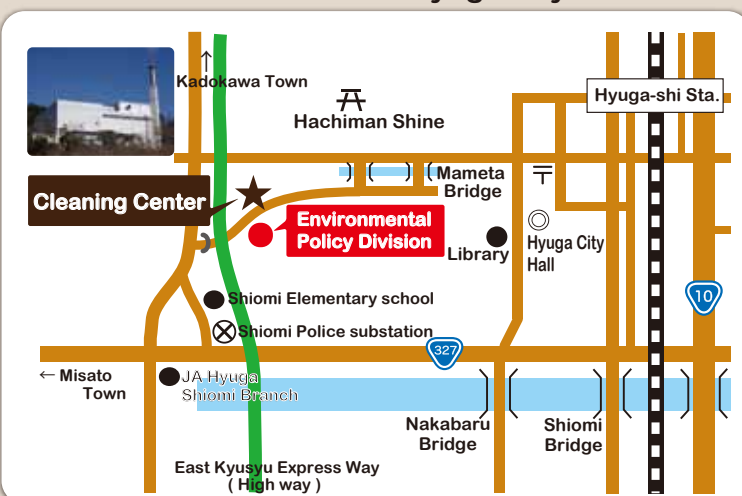 ↑
Kadokawa Town
Hachiman Shine
Hyuga-shi Sta.
Mameta
Bridge
〒
Cleaning Center
Environmental
Policy Division
Library
Hyuga City
Hall
10
Shiomi Elementary school
Shiomi Police substation
327
← Misato
Town
JA Hyuga
Shiomi Branch
Nakabaru
Bridge
Shiomi
Bridge
East Kyusyu Express Way
( High way )